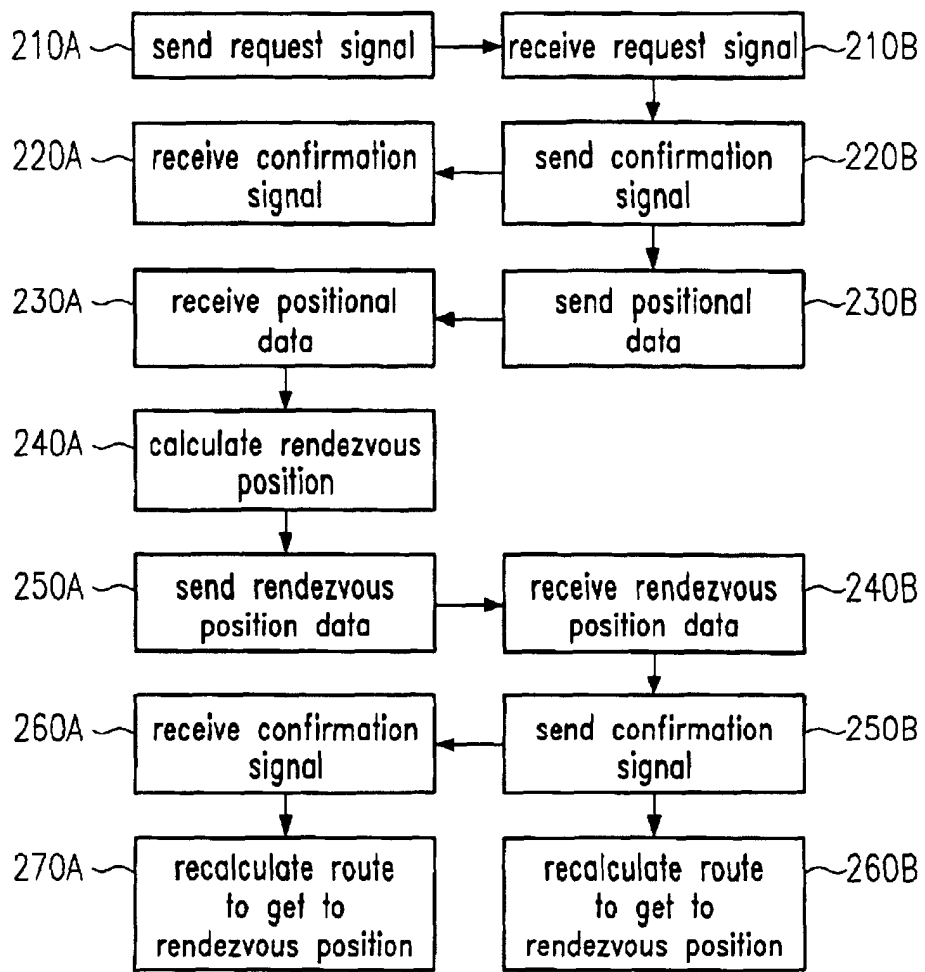 210A
send request signal
receive request signal
210B
220A
receive confirmation
signal
send confirmation
signal
220B
230A
receive positional
data
send positional
data
230B
240A
calculate rendezvous
position
250A
send rendezvous
position data
receive rendezvous
position data
240B
260A
receive confirmation
signal
send confirmation
signal
250B
270A
recalculate route
to get to
rendezvous position
recalculate route
to get to
rendezvous position
260B